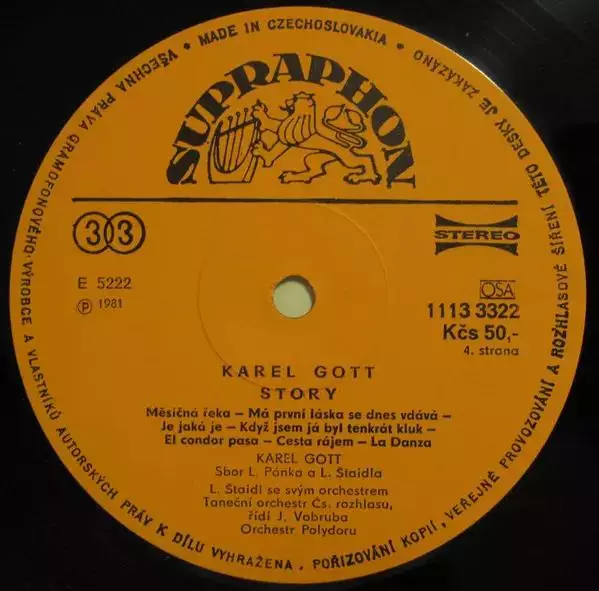 VŠECHNA PRÁVA GRAMOFONOVÉHO VÝROBCE A VLASTNÍKŮ AUTORSKÝCH PRÁV K DÍLU VYHRAŽENA. POŘIZOVÁNÍ KOPIÍ, VEŘEJNÉ PROVOZOVÁNÍ A ROZHLASOVÉ ŠÍŘENÍ TÉTO DESKY JE ZAKÁZÁNO
• MADE IN CZECHOSLOVAKIA •
SUPRAPHON
33
STEREO
E 5222
℗ 1981
OSA
1113 3322
Kčs 50,-
4. strana
KAREL GOTT
STORY
Měsíčná řeka – Má první láska se dnes vdává –
Je jaká je – Když jsem já byl tenkrát kluk –
El condor pasa – Cesta rájem – La Danza
KAREL GOTT
Sbor L. Pánka a L. Štaidla
L. Štaidl se svým orchestrem
Taneční orchestr Čs. rozhlasu,
řídí J. Vobruba
Orchestr Polydoru